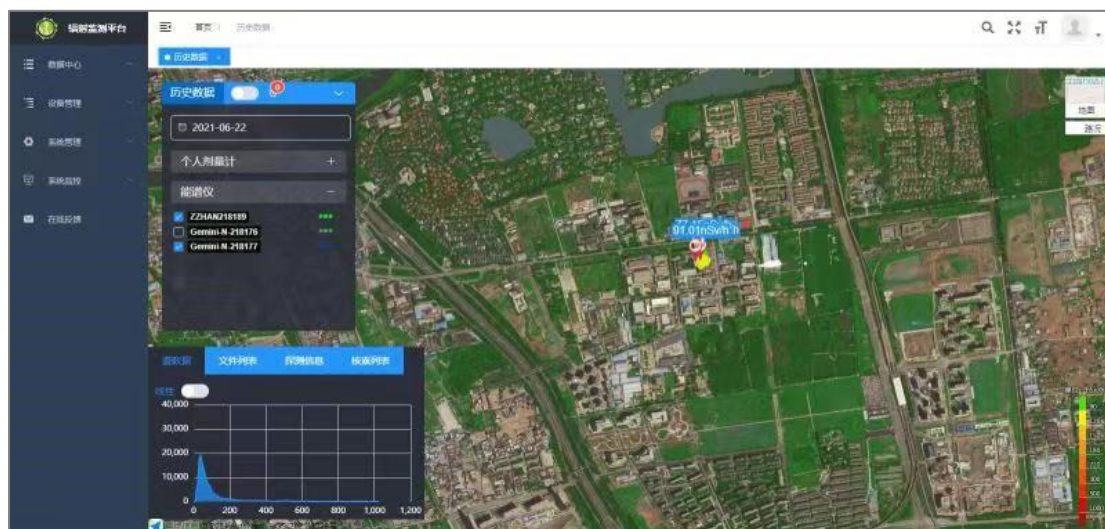 辐射监测平台
首页
历史数据
数据中心
设备管理
系统管理
系统监控
在线反馈
历史数据
历史数据
2021-06-22
个人剂量计
能谱仪
ZZHAN218189
Gemini-N-218176
Gemini-N-218177
91.01nSv/h
地图
路况
谱数据
文件列表
探测信息
核素列表
线性
40,000
30,000
20,000
10,000
0
0 200 400 600 800 1,000 1,200